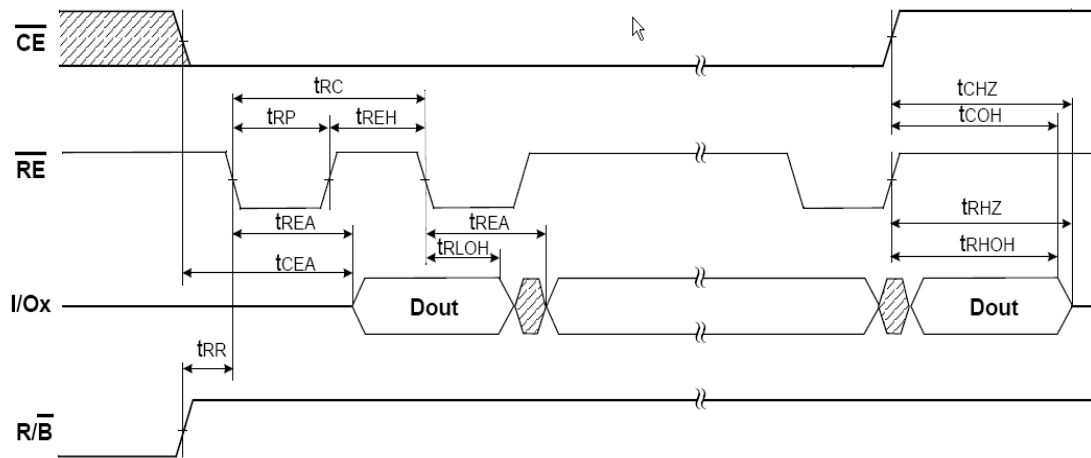 CE
tRC
tCHZ
tRP
tREH
tCOH
RE
tREA
tREA
tRHZ
tCEA
tRLOH
tRHOH
I/Ox
Dout
Dout
tRR
R/B